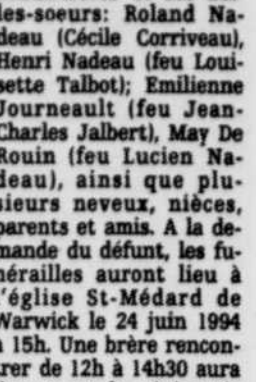 les-soeurs: Roland Na-
deau (Cécile Corriveau),
Henri Nadeau (feu Loui-
sette Talbot); Emilienne
Journeault (feu Jean-
Charles Jalbert), May De
Rouin (feu Lucien Na-
deau), ainsi que plu-
sieurs neveux, nièces,
parents et amis. A la de-
mande du défunt, les fu-
nérailles auront lieu à
l'église St-Médard de
Warwick le 24 juin 1994
à 15h. Une brère rencon-
trer de 12h à 14h30 aura